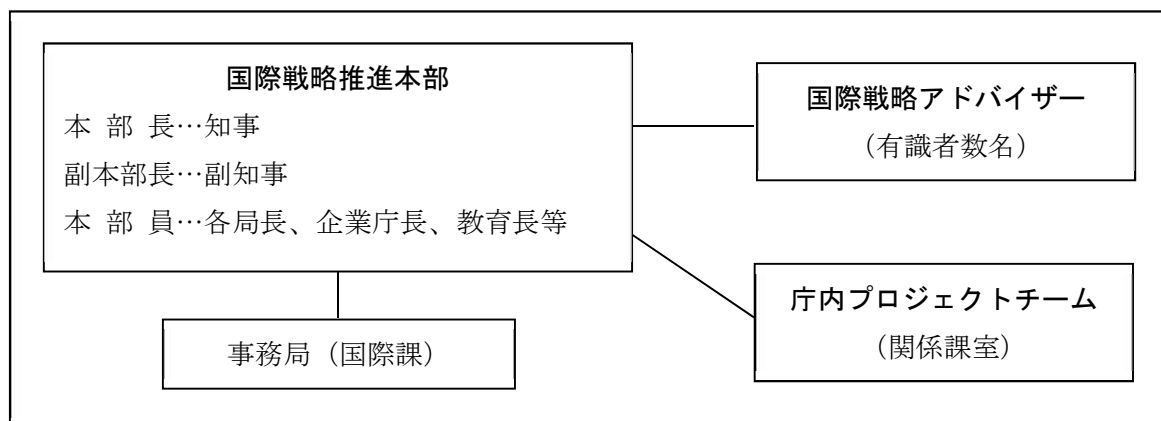 国際戦略推進本部
本 部 長…知事
副本部長…副知事
本 部 員…各局長、企業庁長、教育長等
国際戦略アドバイザー
（有識者数名）
庁内プロジェクトチーム
（関係課室）
事務局（国際課）